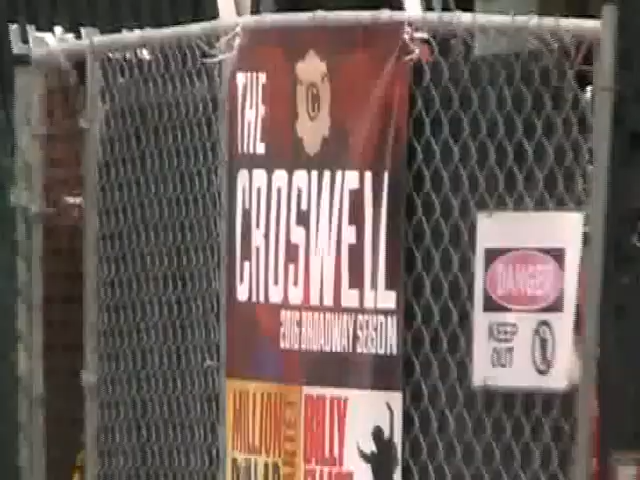 THE
C
CROSWELL
2016 BROADWAY SEASON
MILLION
BILLY
DANGER
KEEP
OUT